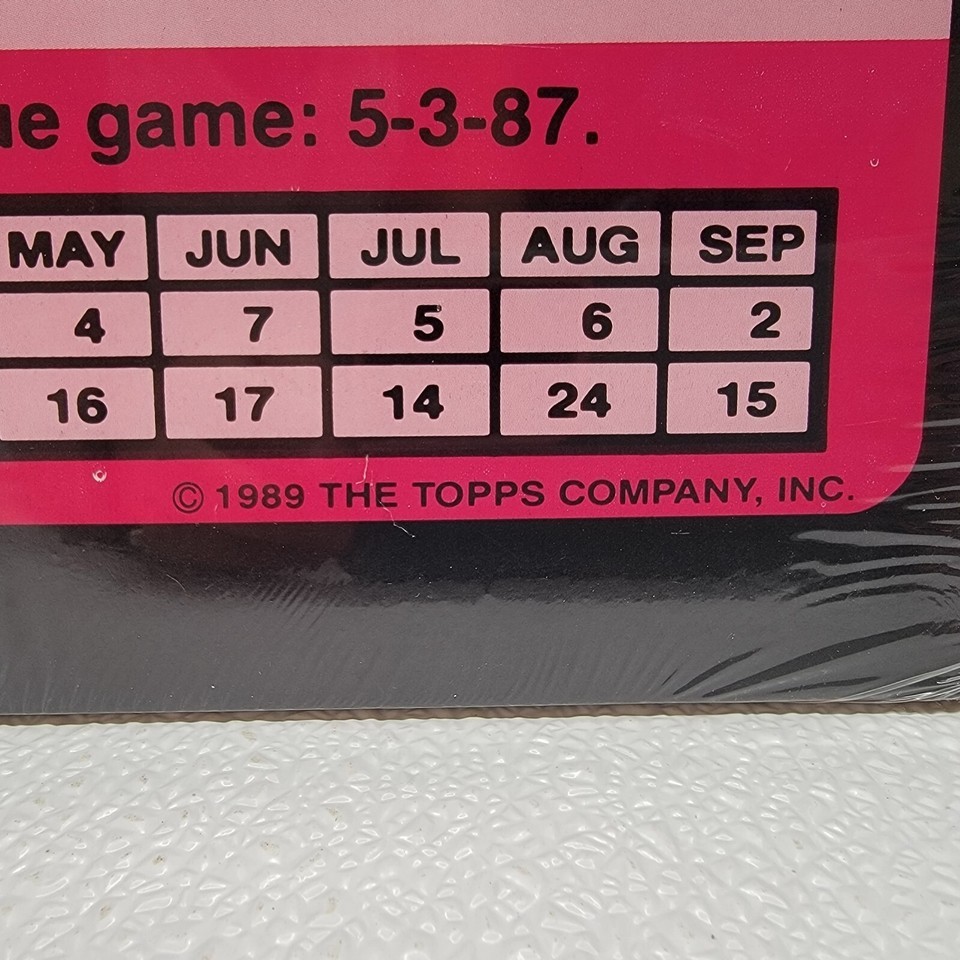 game: 5-3-87.
MAY JUN JUL AUG SEP
4 7 5 6 2
16 17 14 24 15
© 1989 THE TOPPS COMPANY, INC.